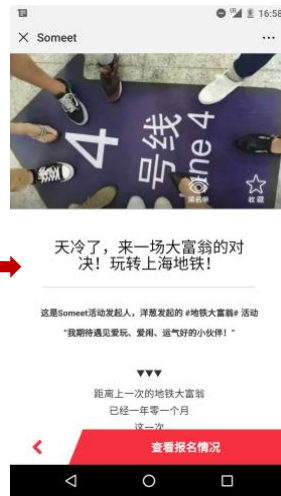 16:58
Someet
4
号线
Line 4
黑名单
收藏
天冷了，来一场大富翁的对
决！玩转上海地铁！
这是Someet活动发起人，洋葱发起的 #地铁大富翁# 活动
"我期待遇见爱玩、爱闹、运气好的小伙伴！"
距离上一次的地铁大富翁
已经一年零一个月
这一次
查看报名情况